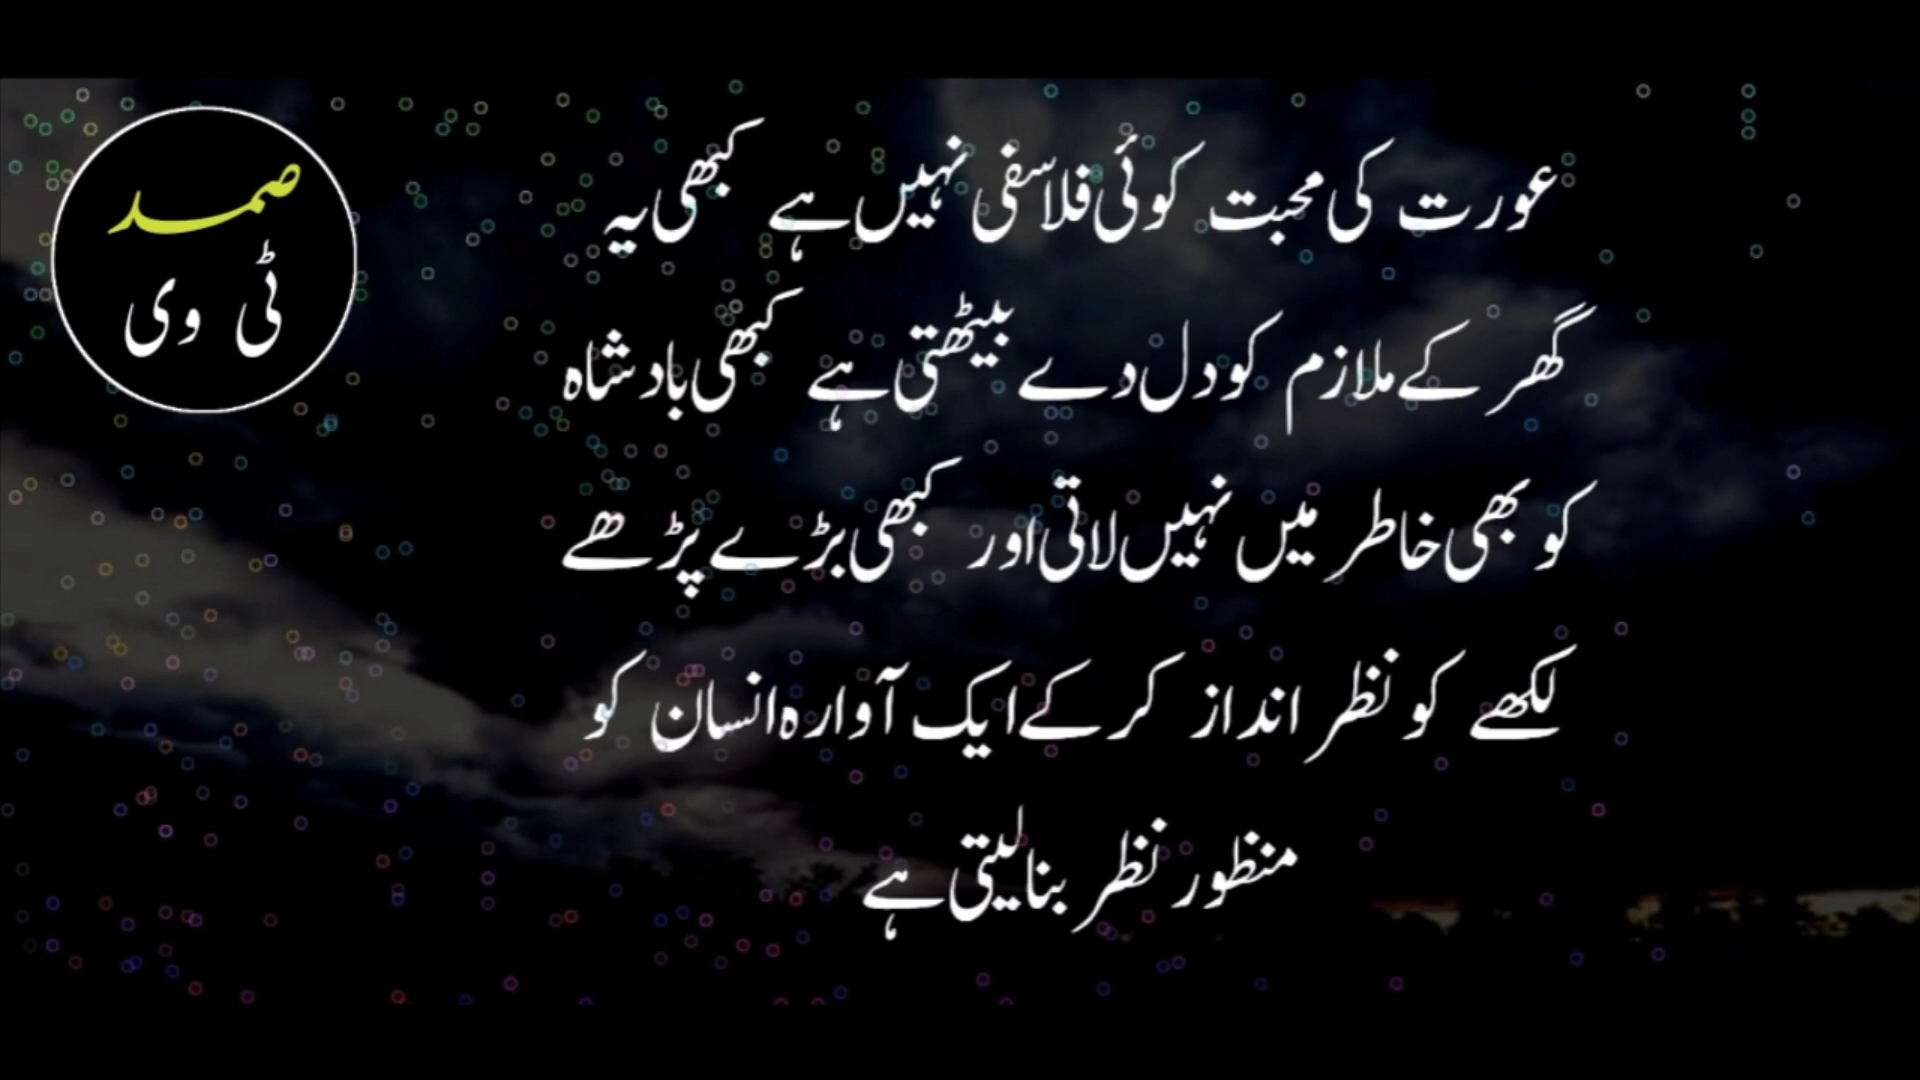 صمد
ٹی وی
عورت کی محبت کوئی فلاسفی نہیں ہے کبھی یہ
گھر کے ملازم کو دل دے بیٹھتی ہے کبھی بادشاہ
کو بھی خاطر میں نہیں لاتی اور کبھی بڑے پڑھے
لکھے کو نظر انداز کر کے ایک آوارہ انسان کو
منظور نظر بنا لیتی ہے